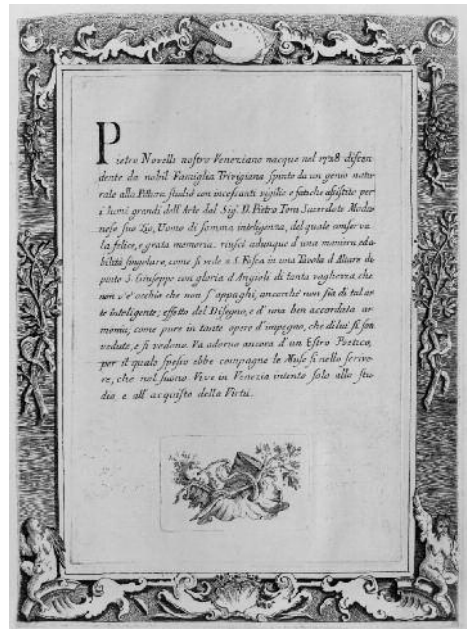 Pietro Novelli nostro Veneziano nacque nel 1728 discen-
dente da nobil Famiglia Trivigiana spinto da un genio natu-
rale alla Pittura studiò con incessanti vigilie e fatiche assistito per
i lumi grandi dell' Arte dal Sig.r D. Pietro Toni Sacerdote Moda-
nese suo Zio, Uomo di somma inteligenza, del quale conserva
la felice, e grata memoria. riuscì adunque d'una maniera, ed a-
bilità singolare, come si vede a S. Fosca in una Tavola d'Altare di-
pinto S. Giuseppe con gloria d'Angioli di tanta vaghezza, che
non v'è occhio che non s'appaghi, ancorchè non sia di tal ar-
te inteligente; effetto del Disegno, e d'una ben accordata ar-
monia, come pure in tante opere d'impegno, che di lui si son
vedute, e si vedono. Va adorno ancora d'un Estro Poetico,
per il quale spesso ebbe compagne le Muse sì nello scrive-
re, che nel suono. Vive in Venezia intento solo allo stu-
dio, e all' acquisto della Virtù.